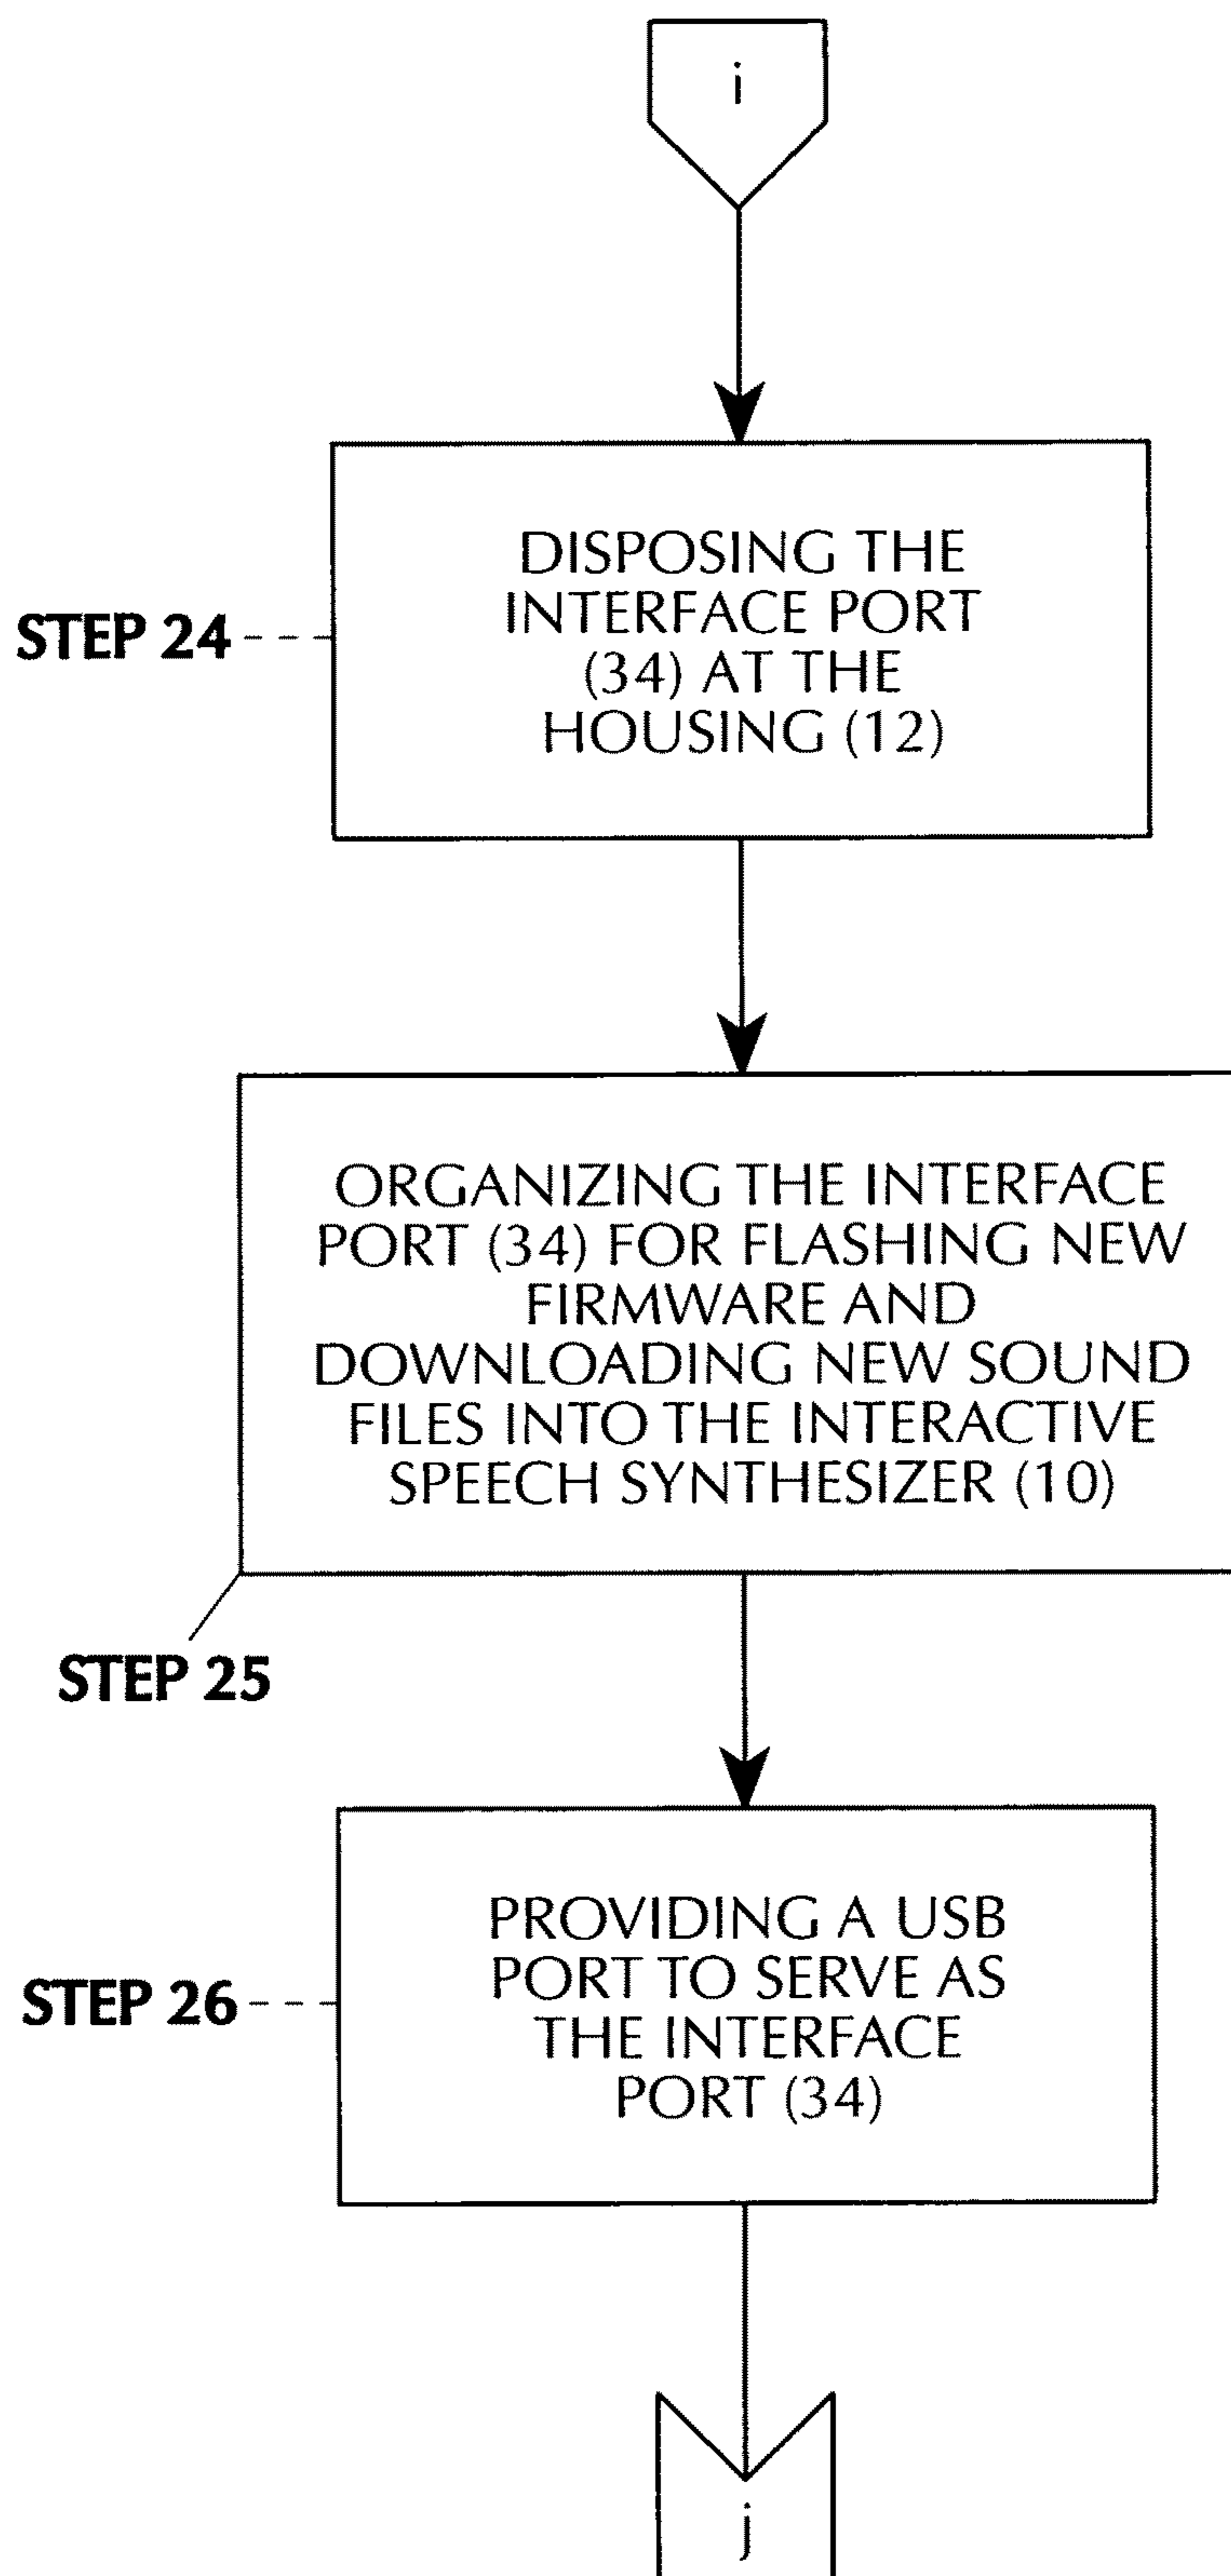 i
DISPOSING THE
INTERFACE PORT
(34) AT THE
HOUSING (12)
STEP 24
ORGANIZING THE INTERFACE
PORT (34) FOR FLASHING NEW
FIRMWARE AND
DOWNLOADING NEW SOUND
FILES INTO THE INTERACTIVE
SPEECH SYNTHESIZER (10)
STEP 25
PROVIDING A USB
PORT TO SERVE AS
THE INTERFACE
PORT (34)
STEP 26
j